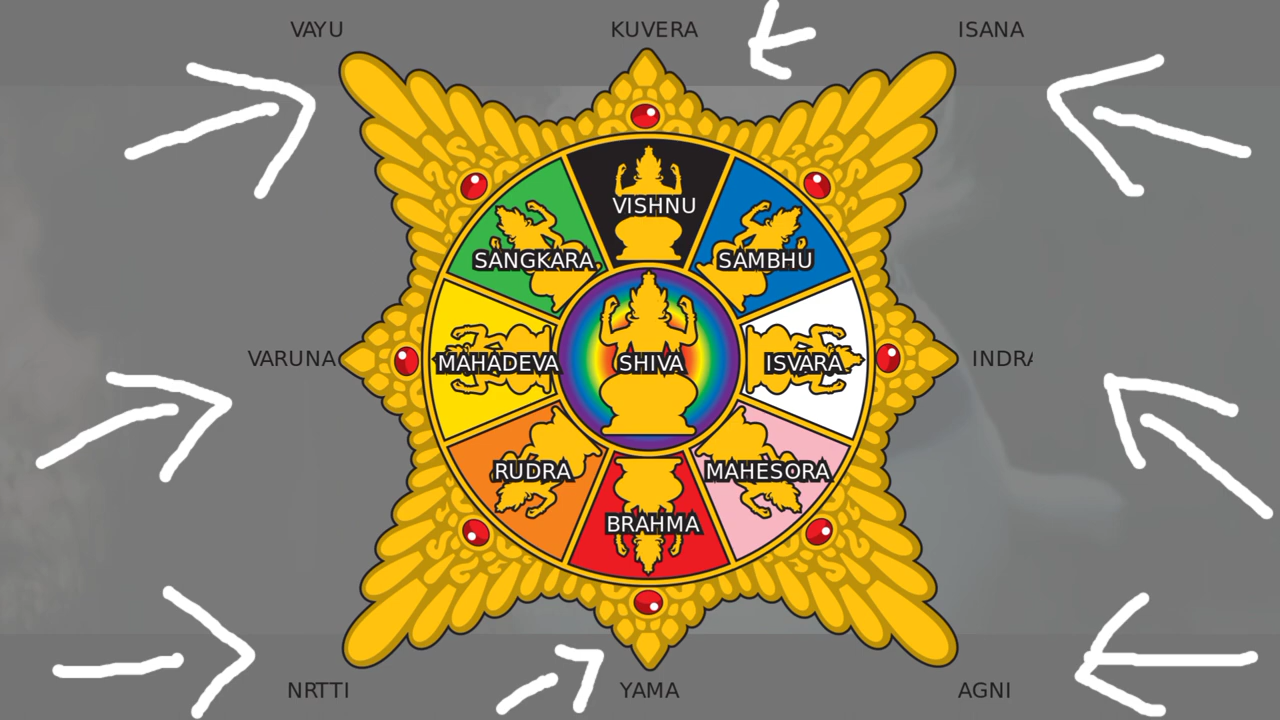 VAYU
KUVERA
ISANA
VISHNU
SANGKARA
SAMBHU
VARUNA
MAHADEVA
SHIVA
ISVARA
INDRA
RUDRA
MAHESORA
BRAHMA
NRTTI
YAMA
AGNI